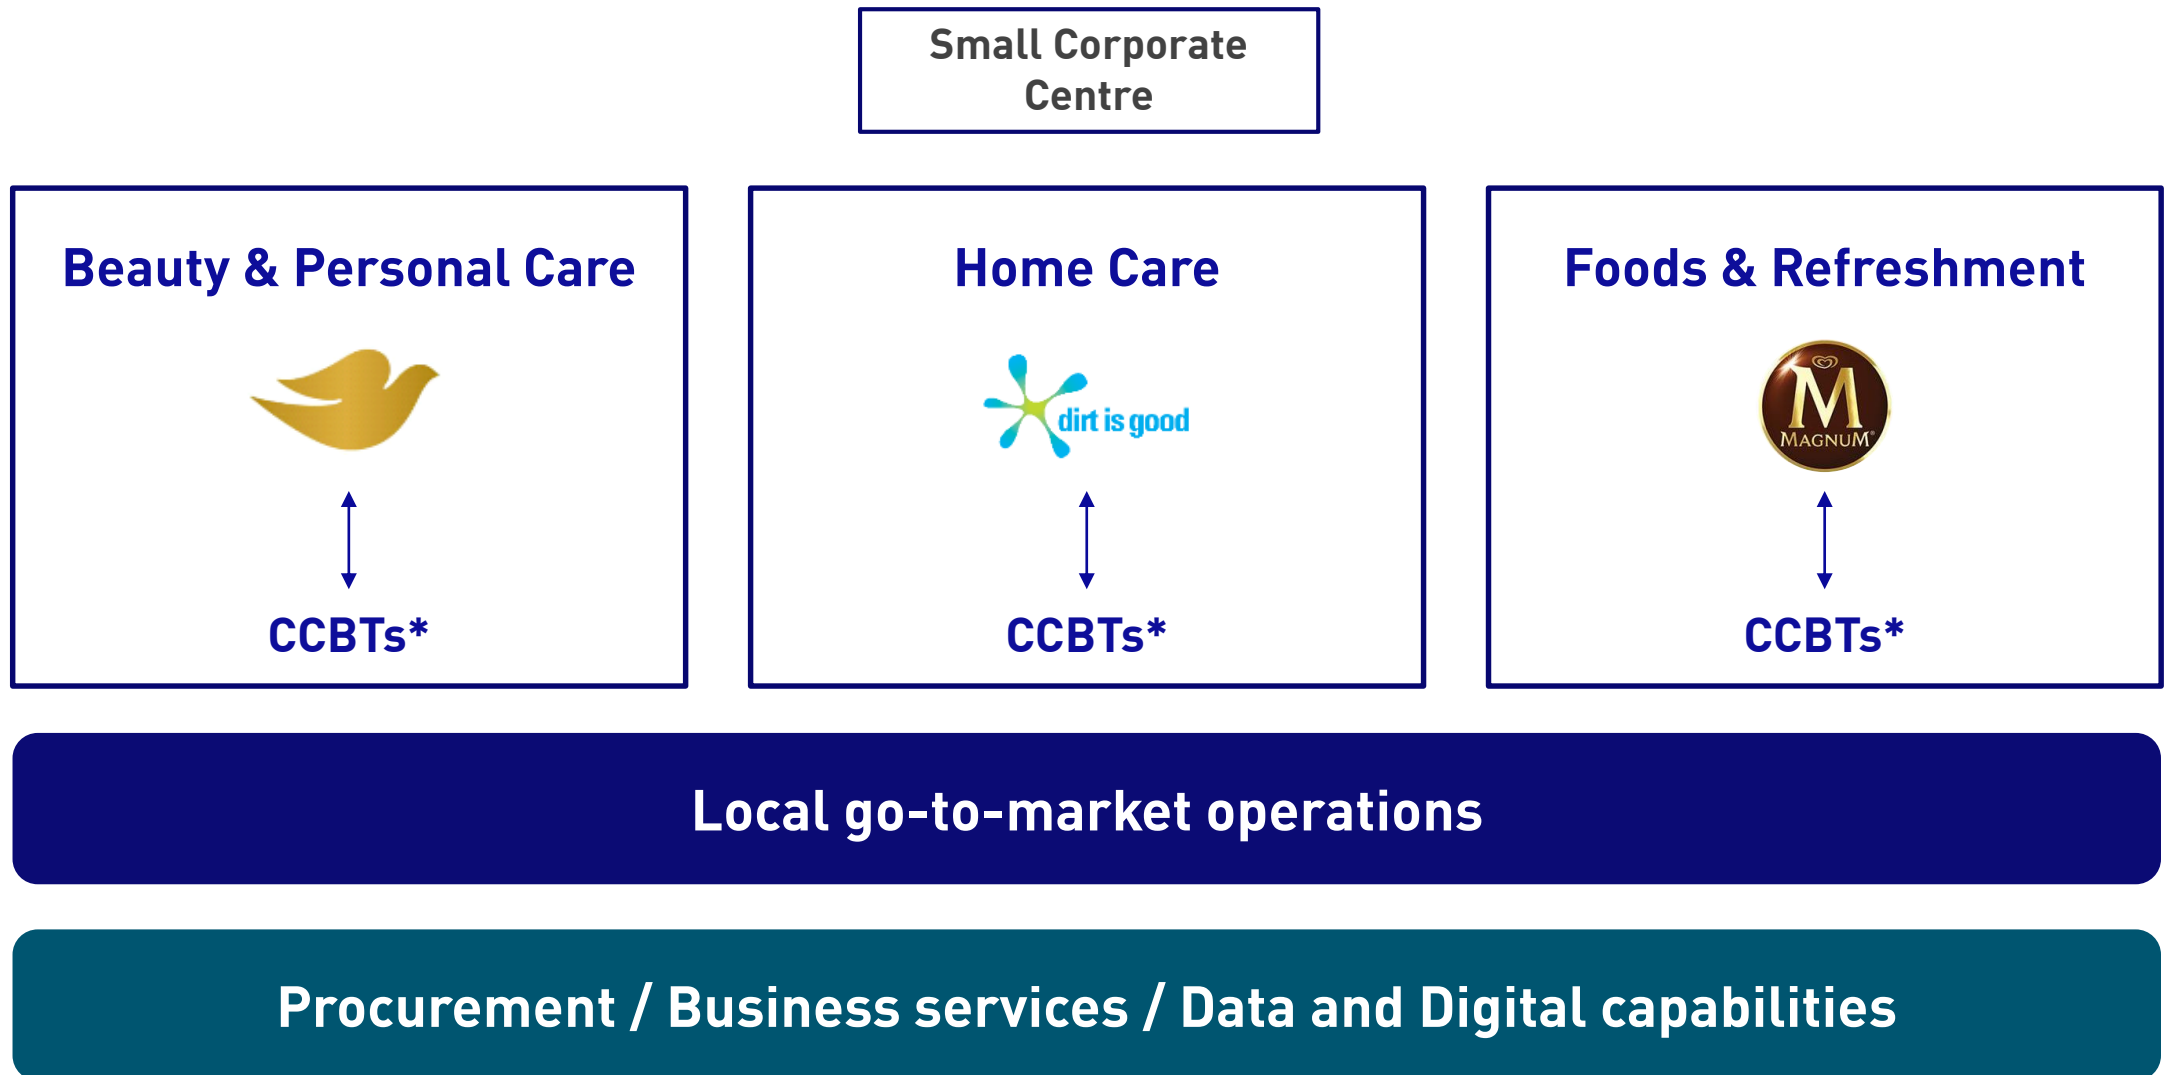 Small Corporate
Centre
Beauty & Personal Care
Home Care
Foods & Refreshment
dirt is good
M
MAGNUM®
CCBTs*
CCBTs*
CCBTs*
Local go-to-market operations
Procurement / Business services / Data and Digital capabilities